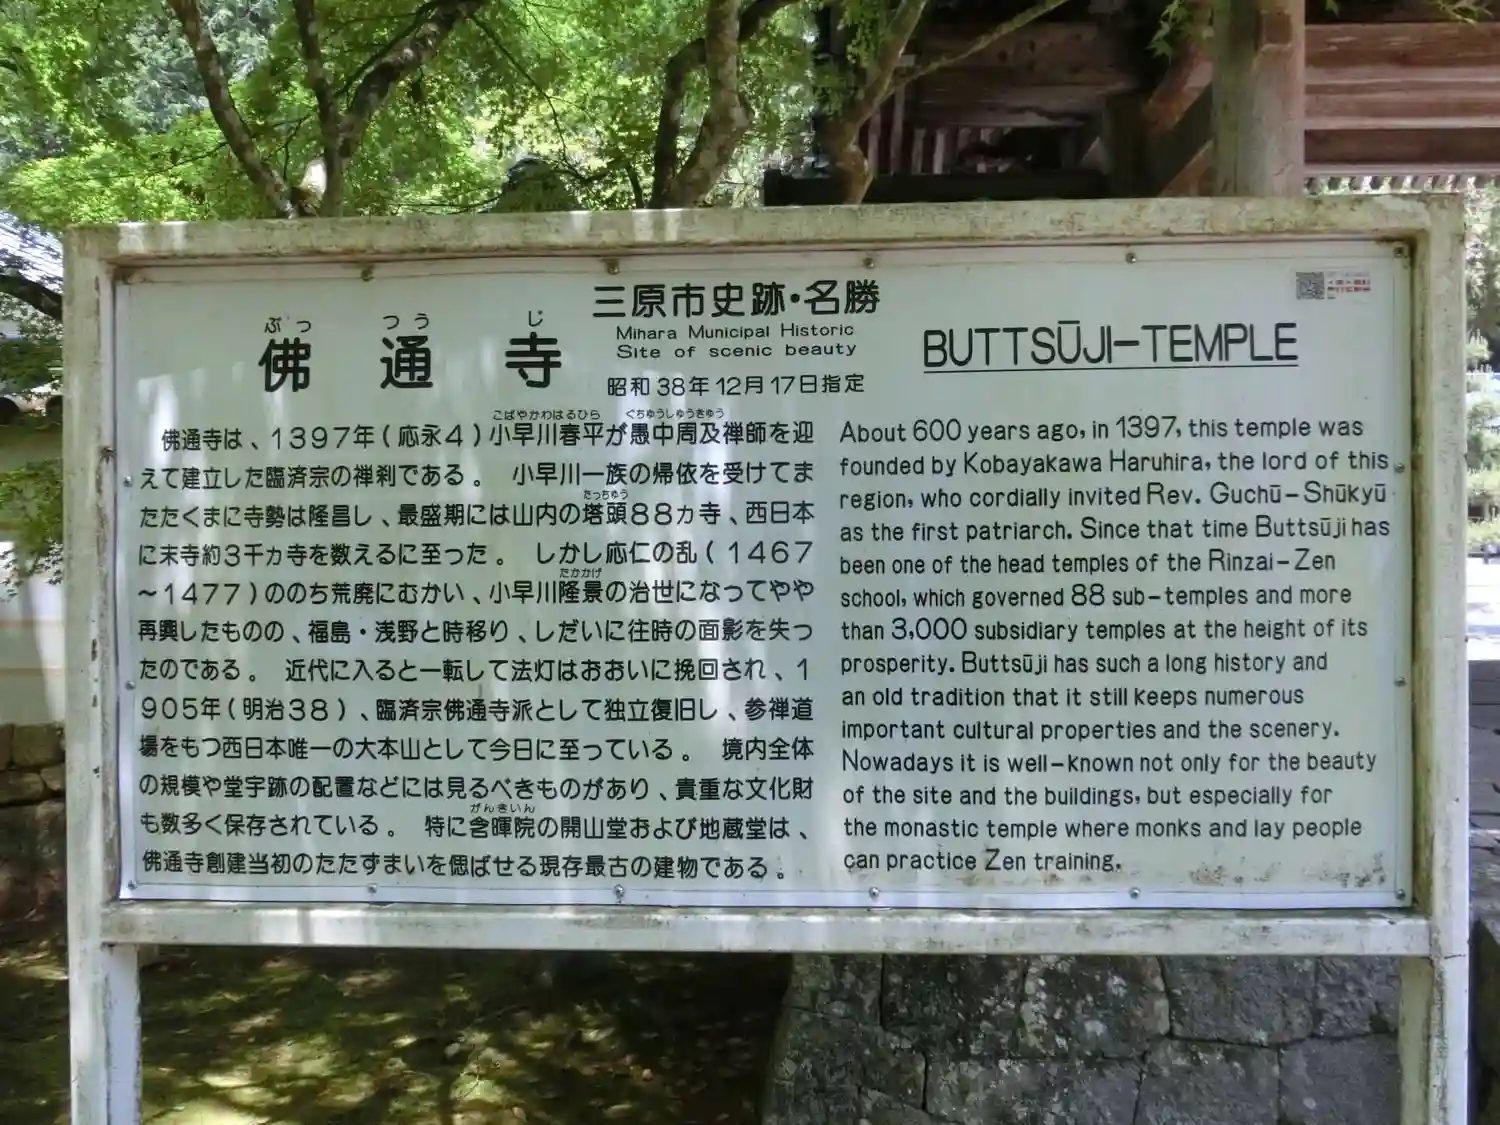 三原市史跡・名勝
Mihara Municipal Historic
Site of scenic beauty
昭和38年12月17日指定
ぶっ つう じ
佛通寺
こばやかわはるひら ぐちゅうしゅうきゅう
佛通寺は、1397年(応永4)小早川春平が愚中周及禅師を迎
えて建立した臨済宗の禅刹である。 小早川一族の帰依を受けてま
たっちゅう
たたくまに寺勢は隆昌し、最盛期には山内の塔頭88カ寺、西日本
に末寺約3千ヵ寺を数えるに至った。 しかし応仁の乱(1467
たかかげ
~1477)ののち荒廃にむかい、小早川隆景の治世になってやや
再興したものの、福島・浅野と時移り、しだいに往時の面影を失っ
たのである。 近代に入ると一転して法灯はおおいに挽回され、1
905年(明治38)、臨済宗佛通寺派として独立復旧し、参禅道
場をもつ西日本唯一の大本山として今日に至っている。 境内全体
の規模や堂宇跡の配置などには見るべきものがあり、貴重な文化財
がんきいん
も数多く保存されている。 特に含暉院の開山堂および地蔵堂は、
佛通寺創建当初のたたずまいを偲ばせる現存最古の建物である。
BUTTSŪJI-TEMPLE
About 600 years ago, in 1397, this temple was
founded by Kobayakawa Haruhira, the lord of this
region, who cordially invited Rev. Guchū-Shūkyū
as the first patriarch. Since that time Buttsūji has
been one of the head temples of the Rinzai-Zen
school, which governed 88 sub-temples and more
than 3,000 subsidiary temples at the height of its
prosperity. Buttsūji has such a long history and
an old tradition that it still keeps numerous
important cultural properties and the scenery.
Nowadays it is well-known not only for the beauty
of the site and the buildings, but especially for
the monastic temple where monks and lay people
can practice Zen training.